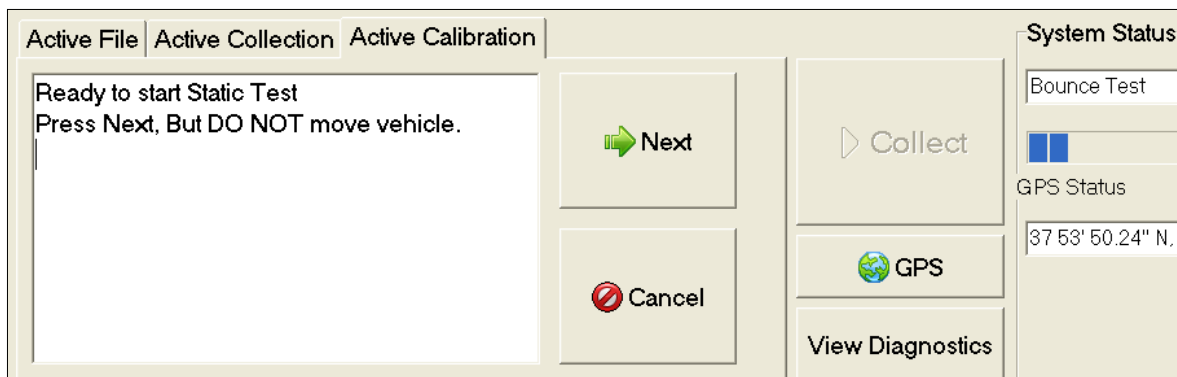 Active File Active Collection Active Calibration
Ready to start Static Test
Press Next, But DO NOT move vehicle.
Next
Cancel
Collect
GPS
View Diagnostics
System Status
Bounce Test
GPS Status
37 53' 50.24" N,